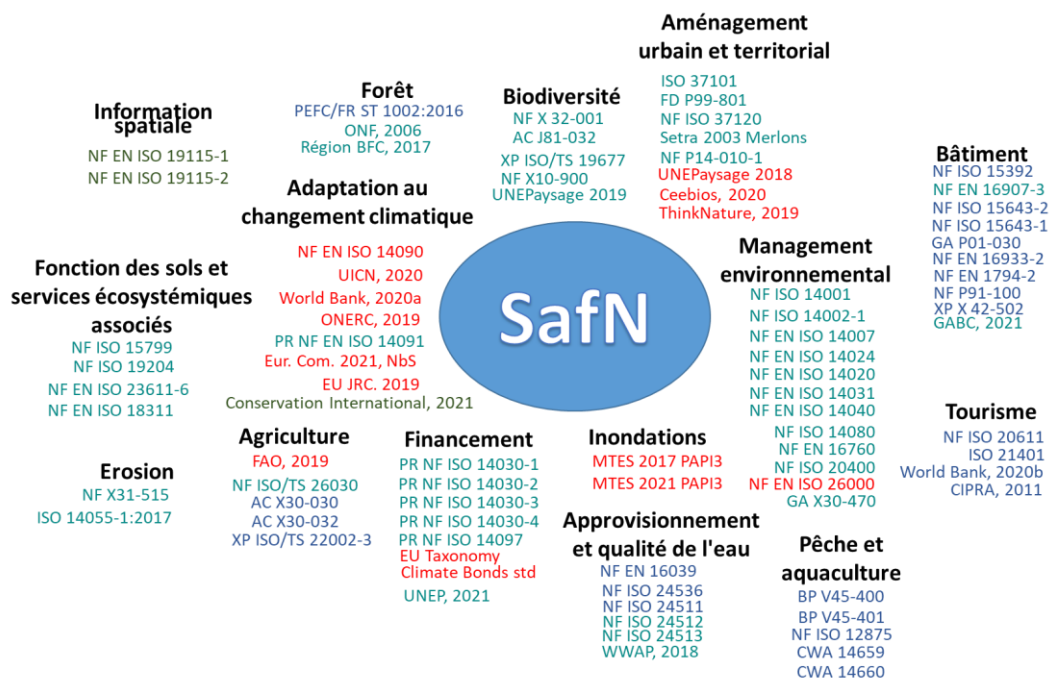 Aménagement
urbain et territorial
ISO 37101
FD P99-801
NF ISO 37120
Setra 2003 Merlons
NF P14-010-1
UNEPaysage 2018
Ceebios, 2020
ThinkNature, 2019
Forêt
PEFC/FR ST 1002:2016
ONF, 2006
Région BFC, 2017
Biodiversité
NF X 32-001
AC J81-032
XP ISO/TS 19677
NF X10-900
UNEPaysage 2019
Information
spatiale
NF EN ISO 19115-1
NF EN ISO 19115-2
Bâtiment
NF ISO 15392
NF EN 16907-3
NF ISO 15643-2
NF ISO 15643-1
GA P01-030
NF EN 16933-2
NF EN 1794-2
NF P91-100
XP X 42-502
GABC, 2021
Adaptation au
changement climatique
NF EN ISO 14090
UICN, 2020
World Bank, 2020a
ONERC, 2019
PR NF EN ISO 14091
Eur. Com. 2021, NbS
EU JRC. 2019
Conservation International, 2021
SafN
Management
environnemental
NF ISO 14001
NF ISO 14002-1
NF EN ISO 14007
NF EN ISO 14024
NF EN ISO 14020
NF EN ISO 14031
NF EN ISO 14040
NF ISO 14080
NF EN 16760
NF ISO 20400
NF EN ISO 26000
GA X30-470
Fonction des sols et
services écosystémiques
associés
NF ISO 15799
NF ISO 19204
NF EN ISO 23611-6
NF EN ISO 18311
Tourisme
NF ISO 20611
ISO 21401
World Bank, 2020b
CIPRA, 2011
Erosion
NF X31-515
ISO 14055-1:2017
Agriculture
FAO, 2019
NF ISO/TS 26030
AC X30-030
AC X30-032
XP ISO/TS 22002-3
Financement
PR NF ISO 14030-1
PR NF ISO 14030-2
PR NF ISO 14030-3
PR NF ISO 14030-4
PR NF ISO 14097
EU Taxonomy
Climate Bonds std
UNEP, 2021
Inondations
MTES 2017 PAPI3
MTES 2021 PAPI3
Approvisionnement
et qualité de l'eau
NF EN 16039
NF ISO 24536
NF ISO 24511
NF ISO 24512
NF ISO 24513
WWAP, 2018
Pêche et
aquaculture
BP V45-400
BP V45-401
NF ISO 12875
CWA 14659
CWA 14660